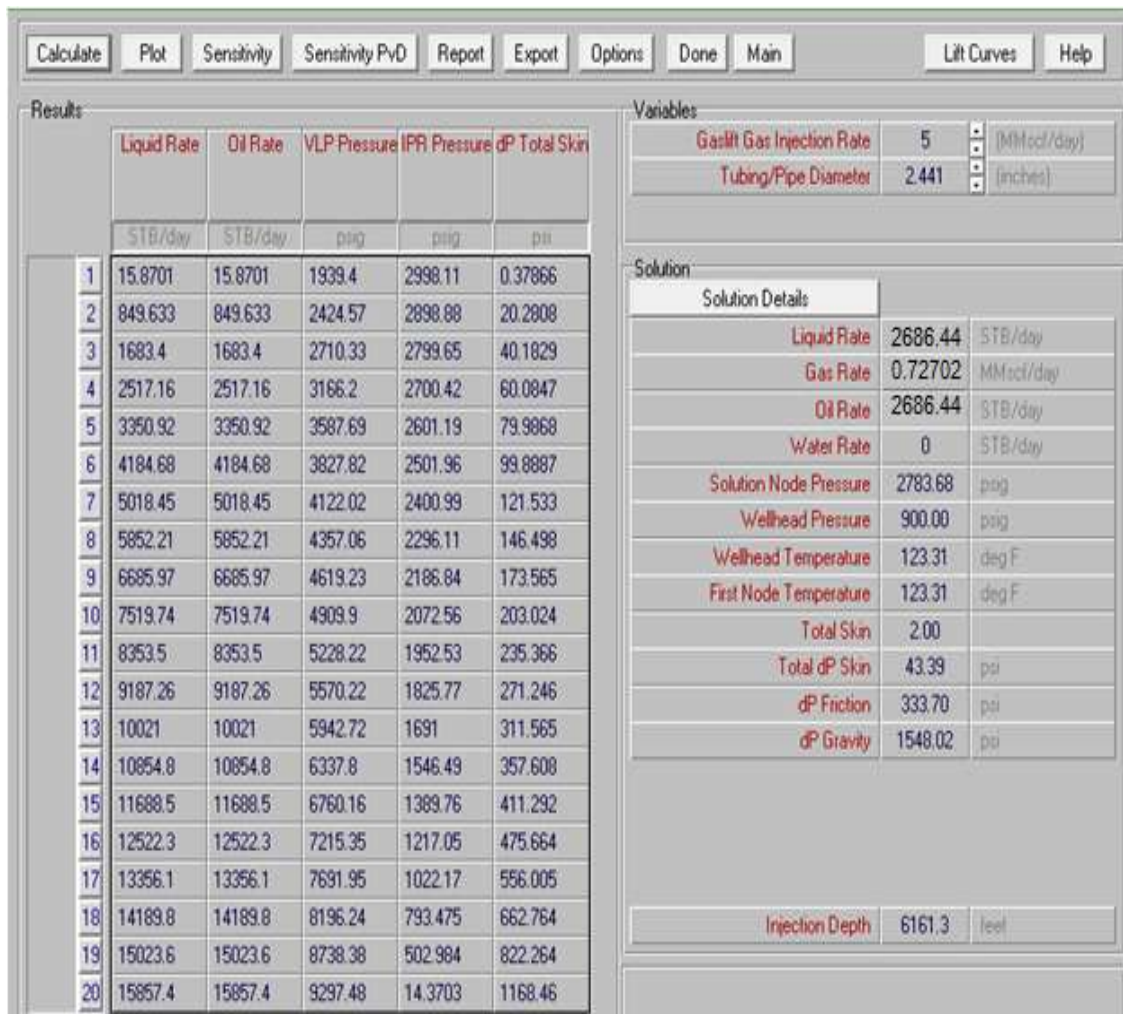 Calculate Plot Sensitivity Sensitivity PvD Report Export Options Done Main Lift Curves Help
Results
Liquid Rate Oil Rate VLP Pressure IPR Pressure dP Total Skin
STB/day STB/day psig psig psi
1 15.8701 15.8701 1939.4 2998.11 0.37866
2 849.633 849.633 2424.57 2898.88 20.2808
3 1683.4 1683.4 2710.33 2799.65 40.1829
4 2517.16 2517.16 3166.2 2700.42 60.0847
5 3350.92 3350.92 3587.69 2601.19 79.9868
6 4184.68 4184.68 3827.82 2501.96 99.8887
7 5018.45 5018.45 4122.02 2400.99 121.533
8 5852.21 5852.21 4357.06 2296.11 146.498
9 6685.97 6685.97 4619.23 2186.84 173.565
10 7519.74 7519.74 4909.9 2072.56 203.024
11 8353.5 8353.5 5228.22 1952.53 235.366
12 9187.26 9187.26 5570.22 1825.77 271.246
13 10021 10021 5942.72 1691 311.565
14 10854.8 10854.8 6337.8 1546.49 357.608
15 11688.5 11688.5 6760.16 1389.76 411.292
16 12522.3 12522.3 7215.35 1217.05 475.664
17 13356.1 13356.1 7691.95 1022.17 556.005
18 14189.8 14189.8 8196.24 793.475 662.764
19 15023.6 15023.6 8738.38 502.984 822.264
20 15857.4 15857.4 9297.48 14.3703 1168.46
Variables
Gaslift Gas Injection Rate 5 (MMscf/day)
Tubing/Pipe Diameter 2.441 (inches)
Solution
Solution Details
Liquid Rate 2686.44 STB/day
Gas Rate 0.72702 MMscf/day
Oil Rate 2686.44 STB/day
Water Rate 0 STB/day
Solution Node Pressure 2783.68 psig
Wellhead Pressure 900.00 psig
Wellhead Temperature 123.31 deg F
First Node Temperature 123.31 deg F
Total Skin 2.00
Total dP Skin 43.39 psi
dP Friction 333.70 psi
dP Gravity 1548.02 psi
Injection Depth 6161.3 feet